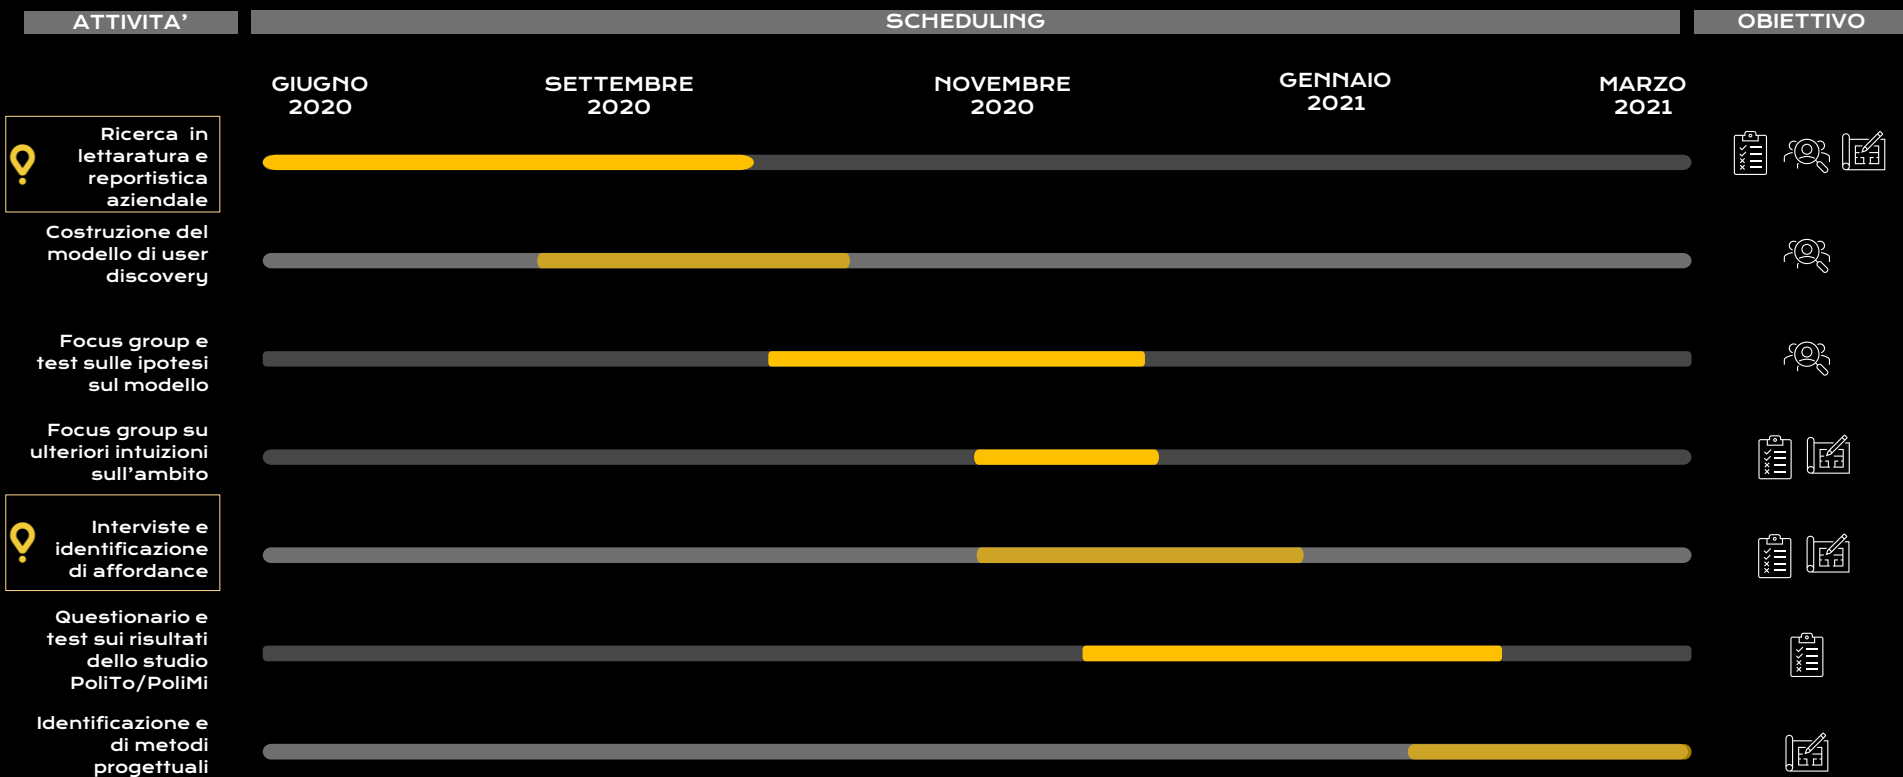 ATTIVITA’
SCHEDULING
OBIETTIVO
GIUGNO
2020
SETTEMBRE
2020
NOVEMBRE
2020
GENNAIO
2021
MARZO
2021
Ricerca in
lettaratura e
reportistica
aziendale
Costruzione del
modello di user
discovery
Focus group e
test sulle ipotesi
sul modello
Focus group su
ulteriori intuizioni
sull’ambito
Interviste e
identificazione
di affordance
Questionario e
test sui risultati
dello studio
PoliTo/PoliMi
Identificazione e
di metodi
progettuali